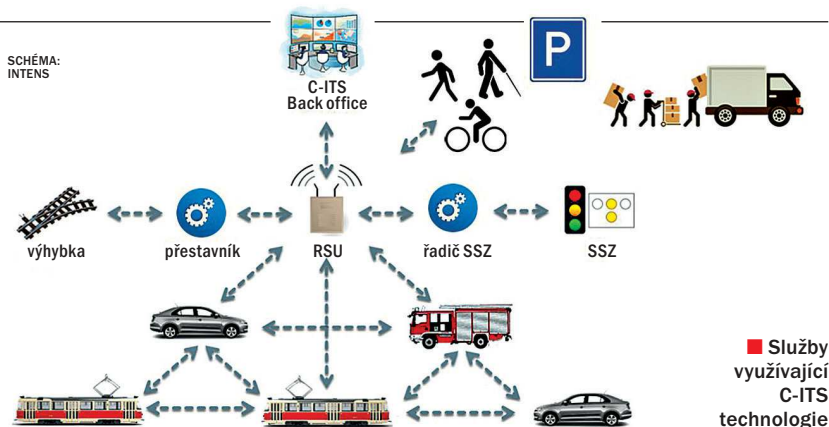 SCHÉMA:
INTENS
C-ITS
Back office
P
výhybka
přestavník
RSU
řadič SSZ
SSZ
Služby
využívající
C-ITS
technologie